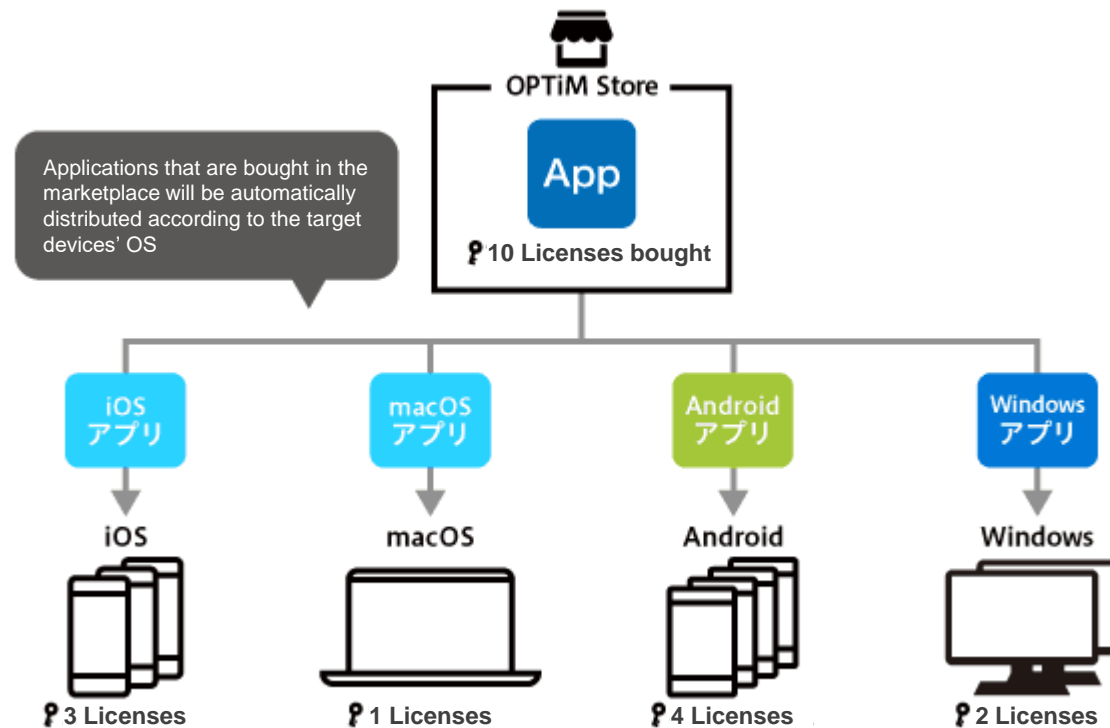 OPTiM Store
Applications that are bought in the
marketplace will be automatically
distributed according to the target
devices' OS
App
10 Licenses bought
iOS
アプリ
macOS
アプリ
Android
アプリ
Windows
アプリ
iOS
macOS
Android
Windows
3 Licenses
1 Licenses
4 Licenses
2 Licenses